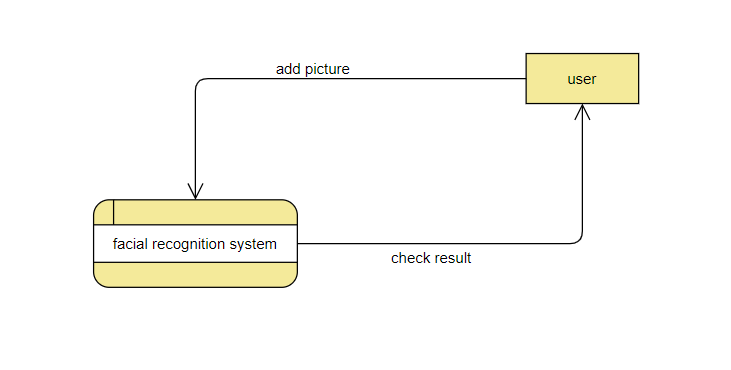 add picture
user
facial recognition system
check result